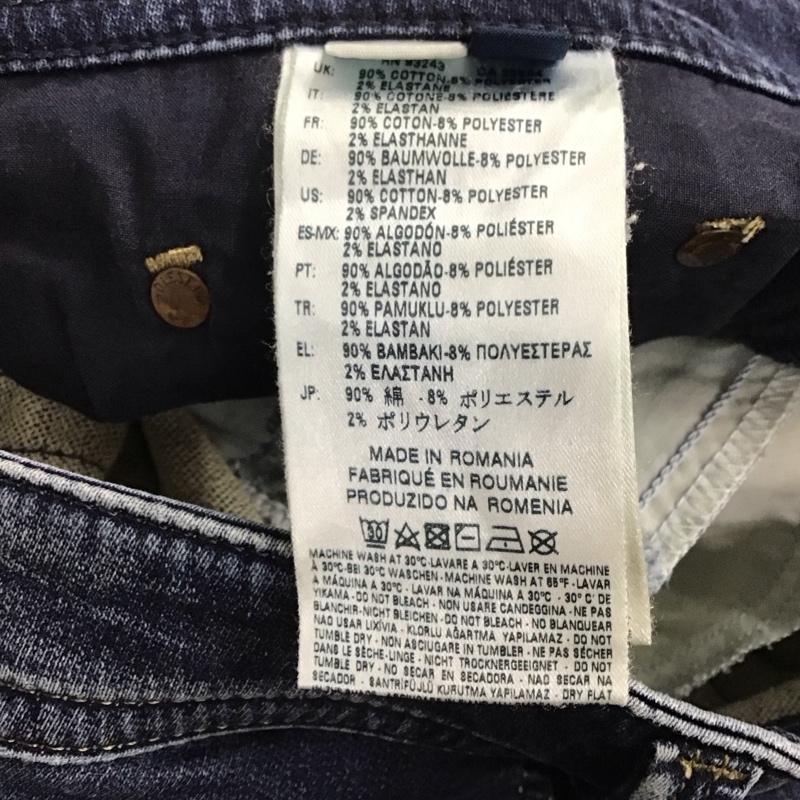 RN 93243
UK: 90% COTTON-8% POLYESTER
2% ELASTANE
IT: 90% COTONE-8% POLIESTERE
2% ELASTAN
FR: 90% COTON-8% POLYESTER
2% ELASTHANNE
DE: 90% BAUMWOLLE-8% POLYESTER
2% ELASTHAN
US: 90% COTTON-8% POLYESTER
2% SPANDEX
ES-MX: 90% ALGODÓN-8% POLIÉSTER
2% ELASTANO
PT: 90% ALGODÃO-8% POLIÉSTER
2% ELASTANO
TR: 90% PAMUKLU-8% POLYESTER
2% ELASTAN
EL: 90% BAMBAKI-8% ΠΟΛΥΕΣΤΕΡΑΣ
2% ΕΛΑΣΤΑΝΗ
JP: 90% 綿 -8% ポリエステル
2% ポリウレタン
MADE IN ROMANIA
FABRIQUÉ EN ROUMANIE
PRODUZIDO NA ROMENIA
30
MACHINE WASH AT 30°C-LAVARE A 30°C-LAVER EN MACHINE
À 30°C-BEI 30°C WASCHEN-MACHINE WASH AT 85°F-LAVAR
A MÁQUINA A 30°C- LAVAR NA MÁQUINA A 30°C - 30° C' DE
YIKAMA - DO NOT BLEACH - NON USARE CANDEGGINA - NE PAS
BLANCHIR-NICHT BLEICHEN - DO NOT BLEACH - NO BLANQUEAR
NÃO USAR LIXÍVIA - KLORLU AĞARTMA YAPILAMAZ - DO NOT
TUMBLE DRY - NON ASCIUGARE IN TUMBLER - NE PAS SÉCHER
DANS LE SÈCHE-LINGE - NICHT TROCKNERGEEIGNET - DO NOT
TUMBLE DRY - NO SECAR EN SECADORA - NÃO SECAR NA
SECADOR - SANTRİFÜJLÜ KURUTMA YAPILAMAZ - DRY FLAT